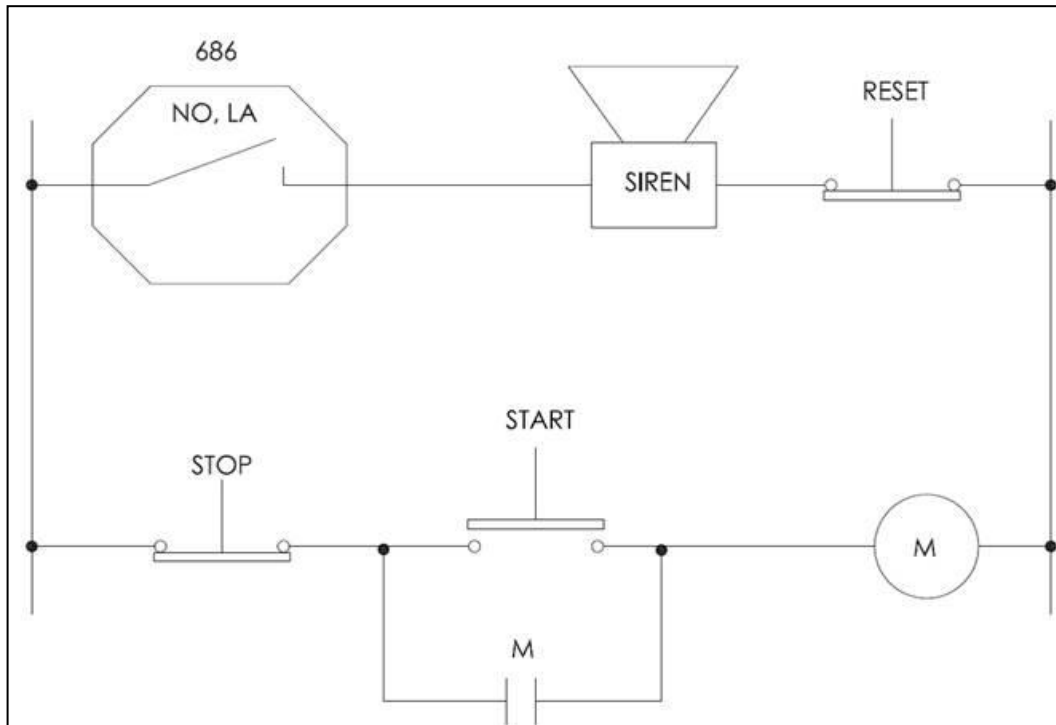 686
NO, LA
SIREN
RESET
STOP
START
M
M